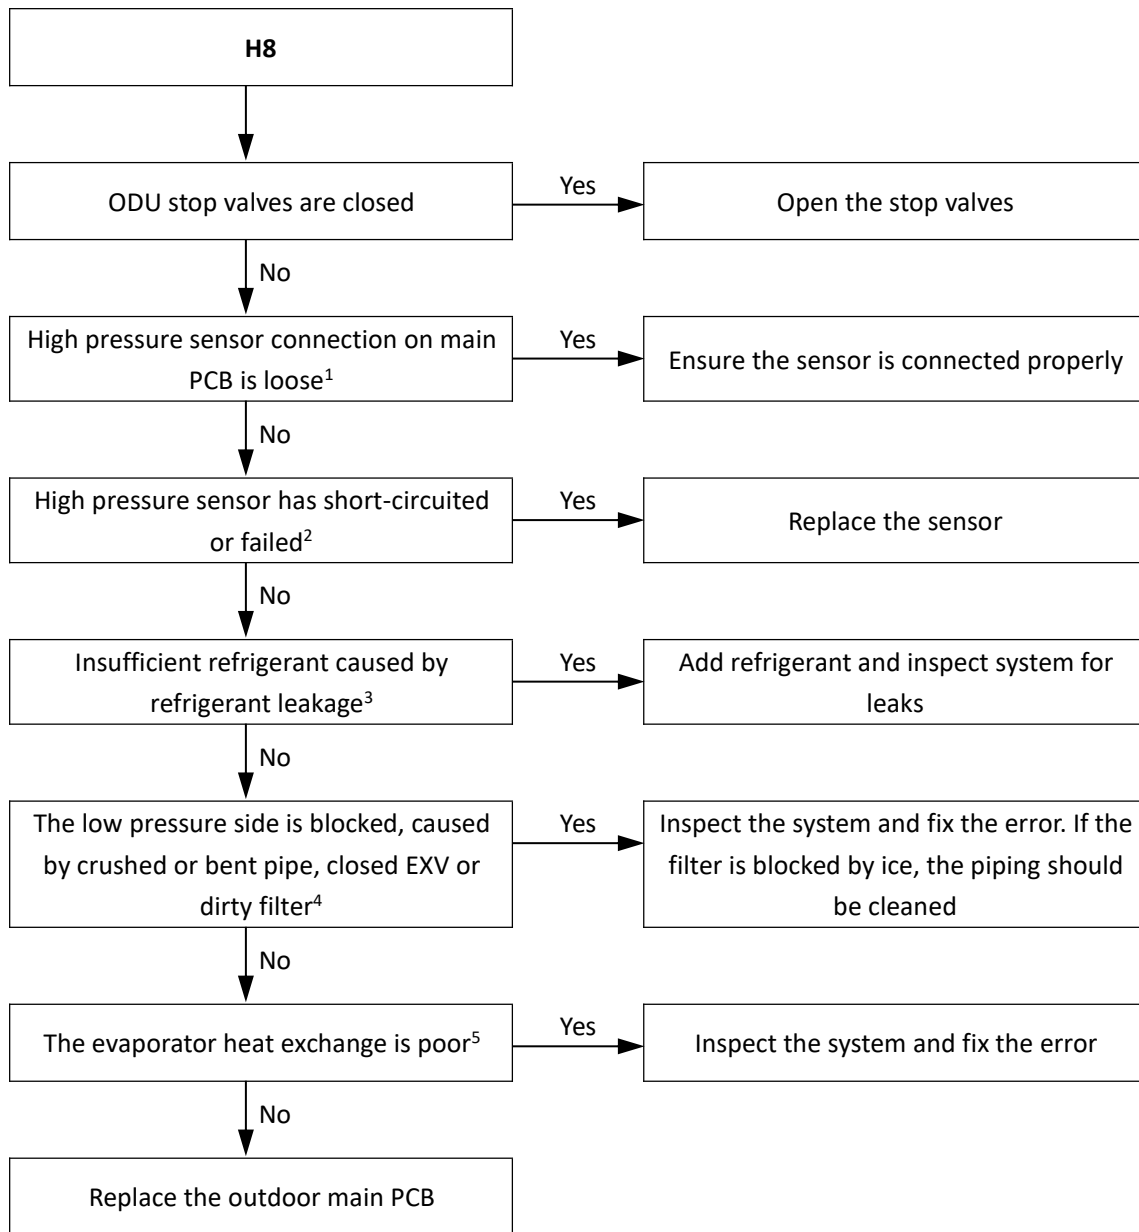 H8
ODU stop valves are closed
Yes
Open the stop valves
No
High pressure sensor connection on main
PCB is loose1
Yes
Ensure the sensor is connected properly
No
High pressure sensor has short-circuited
or failed2
Yes
Replace the sensor
No
Insufficient refrigerant caused by
refrigerant leakage3
Yes
Add refrigerant and inspect system for
leaks
No
The low pressure side is blocked, caused
by crushed or bent pipe, closed EXV or
dirty filter4
Yes
Inspect the system and fix the error. If the
filter is blocked by ice, the piping should
be cleaned
No
The evaporator heat exchange is poor5
Yes
Inspect the system and fix the error
No
Replace the outdoor main PCB